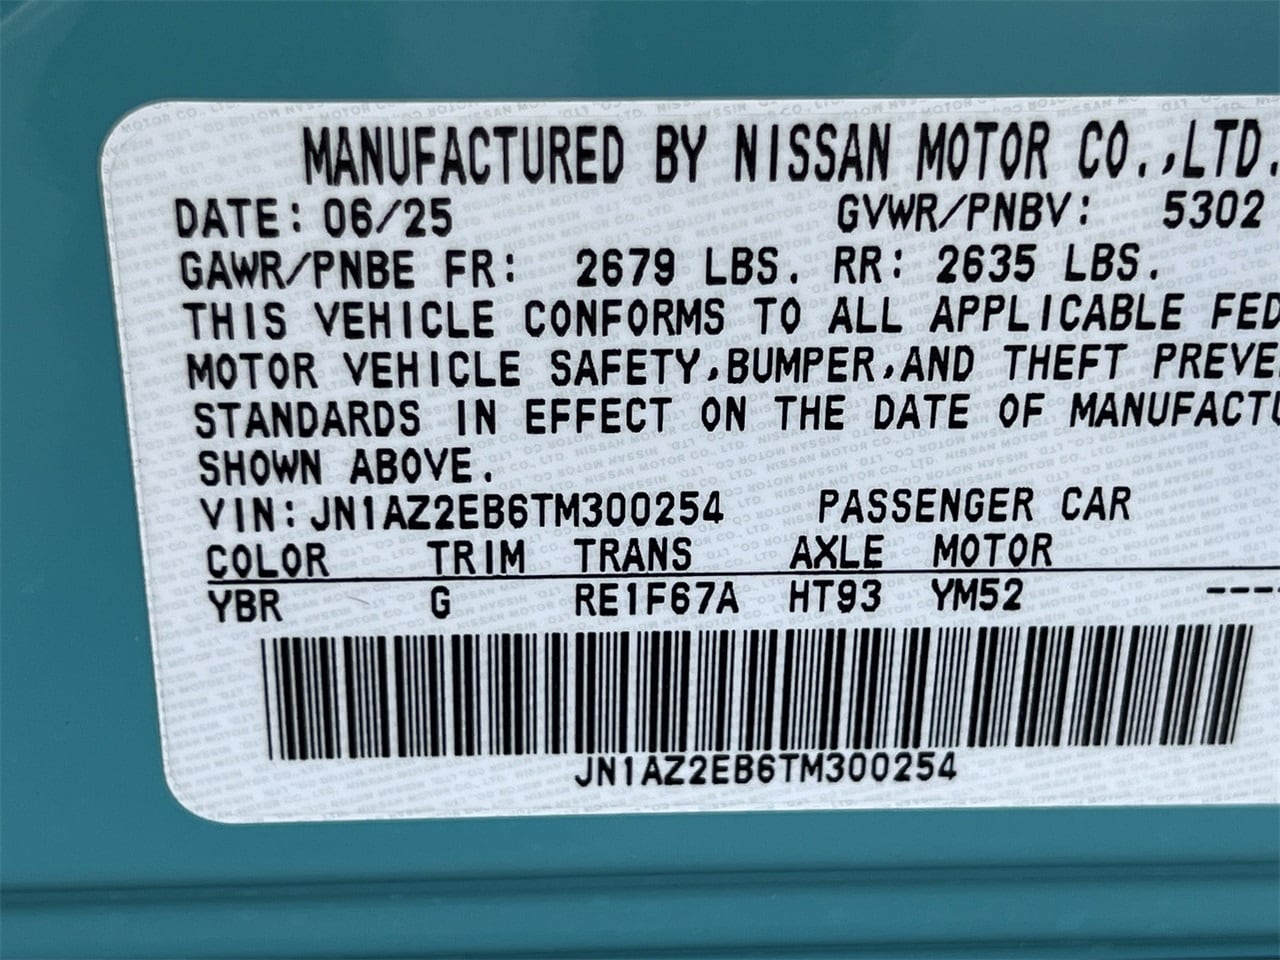 MANUFACTURED BY NISSAN MOTOR CO.,LTD.
DATE: 06/25 GVWR/PNBV: 5302
GAWR/PNBE FR: 2679 LBS. RR: 2635 LBS.
THIS VEHICLE CONFORMS TO ALL APPLICABLE FED
MOTOR VEHICLE SAFETY,BUMPER,AND THEFT PREVE
STANDARDS IN EFFECT ON THE DATE OF MANUFACTU
SHOWN ABOVE.
VIN:JN1AZ2EB6TM300254 PASSENGER CAR
COLOR TRIM TRANS AXLE MOTOR
YBR G RE1F67A HT93 YM52 ----
JN1AZ2EB6TM300254